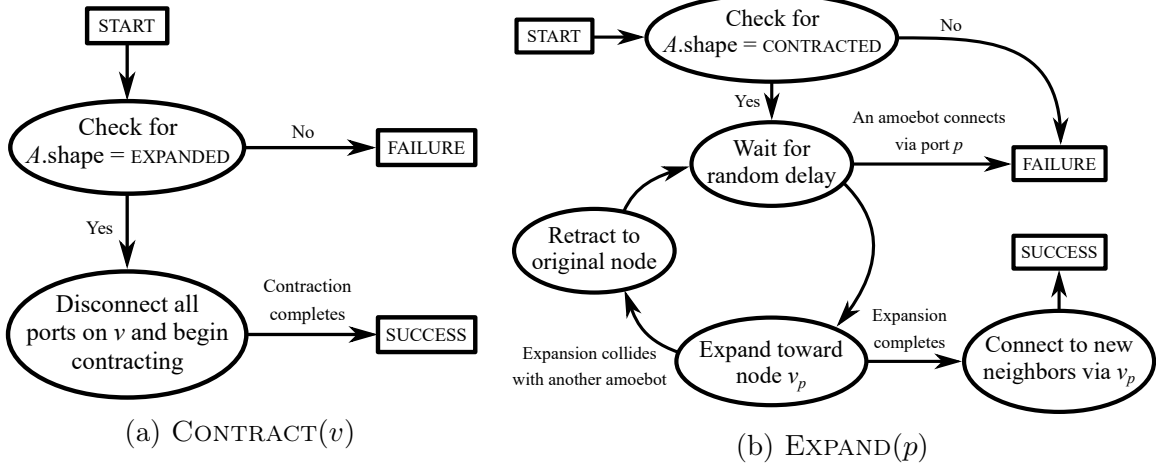 START
Check for
A.shape = EXPANDED
No
FAILURE
Yes
Disconnect all
ports on v and begin
contracting
Contraction
completes
SUCCESS
(a) CONTRACT(v)
START
Check for
A.shape = CONTRACTED
No
Yes
Wait for
random delay
An amoebot connects
via port p
FAILURE
Retract to
original node
Expansion collides
with another amoebot
Expand toward
node vₚ
Expansion
completes
SUCCESS
Connect to new
neighbors via vₚ
(b) EXPAND(p)